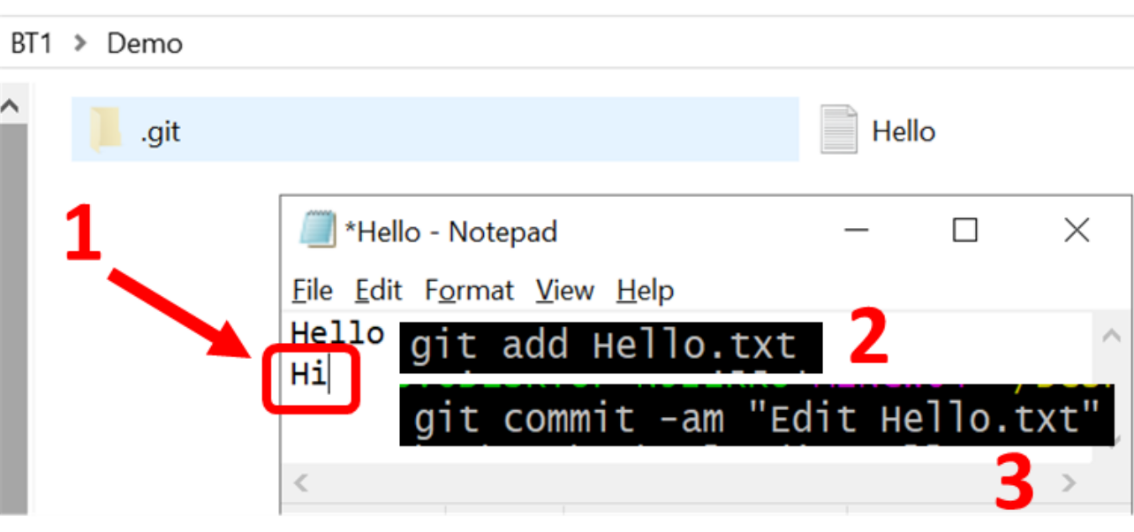 BT1 > Demo
.git
Hello
1
*Hello - Notepad
File Edit Format View Help
Hello
git add Hello.txt
2
Hi
git commit -am "Edit Hello.txt"
3